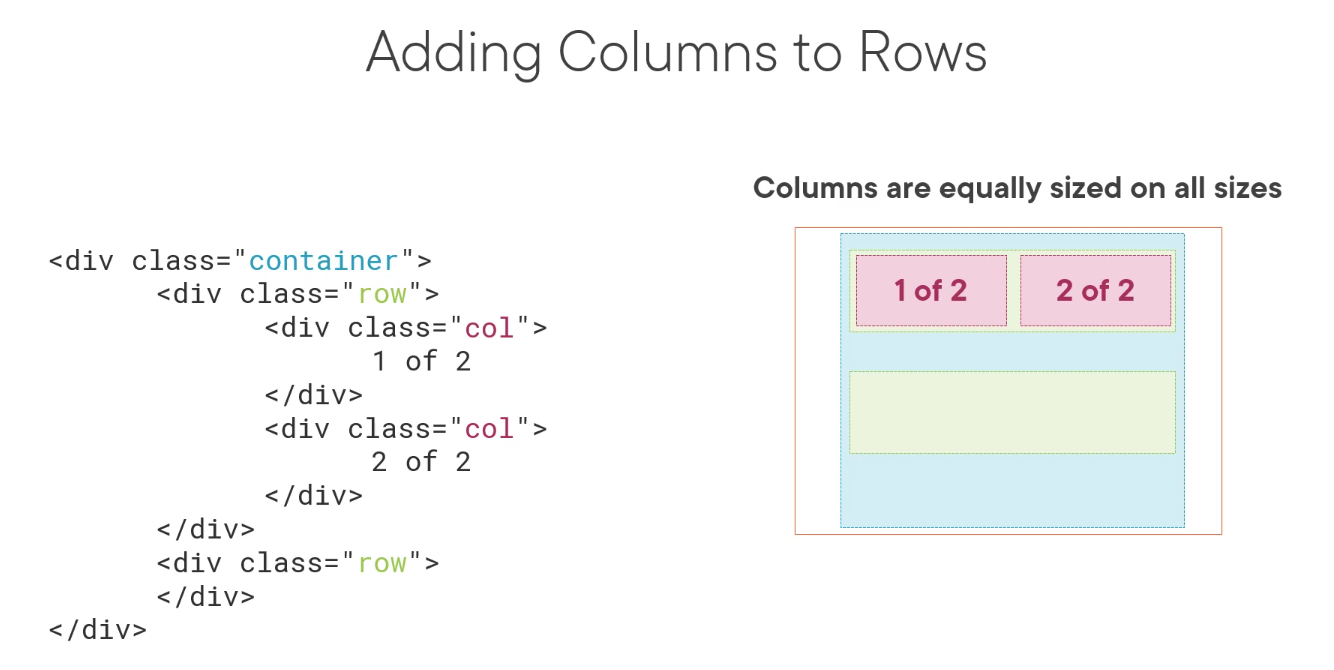 Adding Columns to Rows
Columns are equally sized on all sizes
<div class="container">
<div class="row">
<div class="col">
1 of 2
</div>
<div class="col">
2 of 2
</div>
</div>
<div class="row">
</div>
</div>
1 of 2
2 of 2